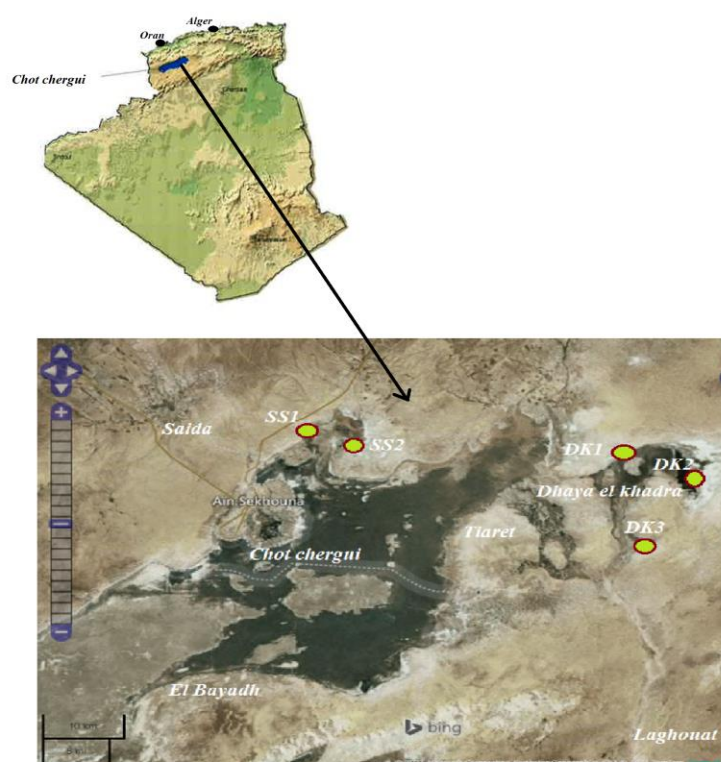 Alger
Oran
Chot chergui
SS1
Saida
SS2
DK1
DK2
Ain Sekhouna
Dhaya el khadra
Tiaret
Chot chergui
DK3
El Bayadh
10 km
bing
Laghouat